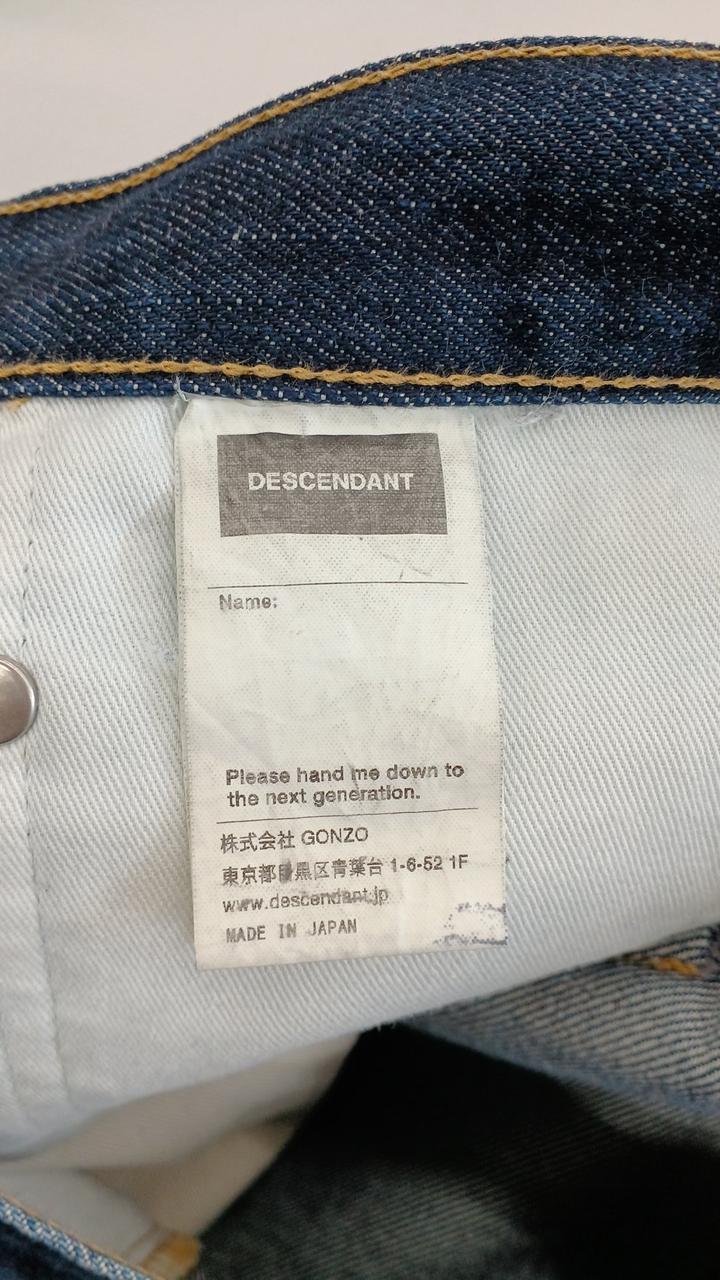 DESCENDANT
Name:
Please hand me down to
the next generation.
株式会社 GONZO
東京都目黒区青葉台 1-6-52 1F
www.descendant.jp
MADE IN JAPAN